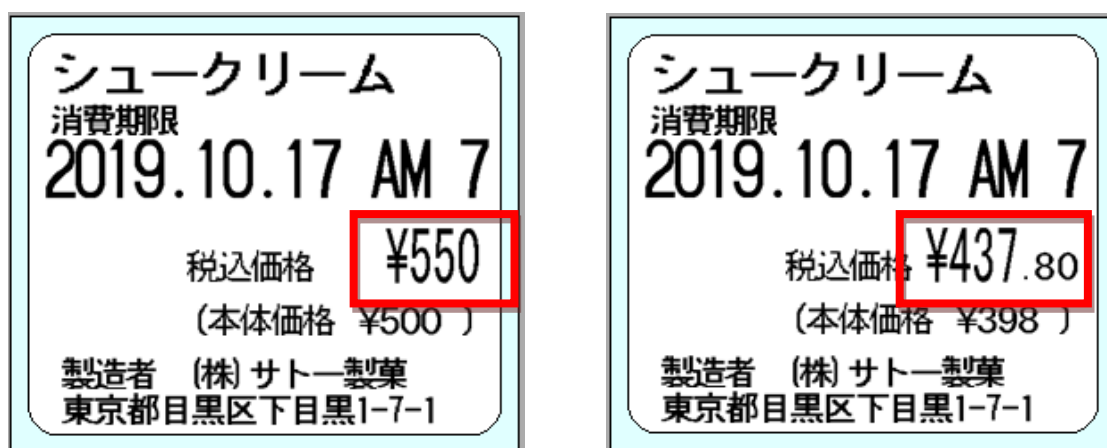 シュークリーム
消費期限
2019.10.17 AM 7
税込価格 ¥550
(本体価格 ¥500 )
製造者 (株)サトー製菓
東京都目黒区下目黒1-7-1
シュークリーム
消費期限
2019.10.17 AM 7
税込価格 ¥437.80
(本体価格 ¥398 )
製造者 (株)サトー製菓
東京都目黒区下目黒1-7-1